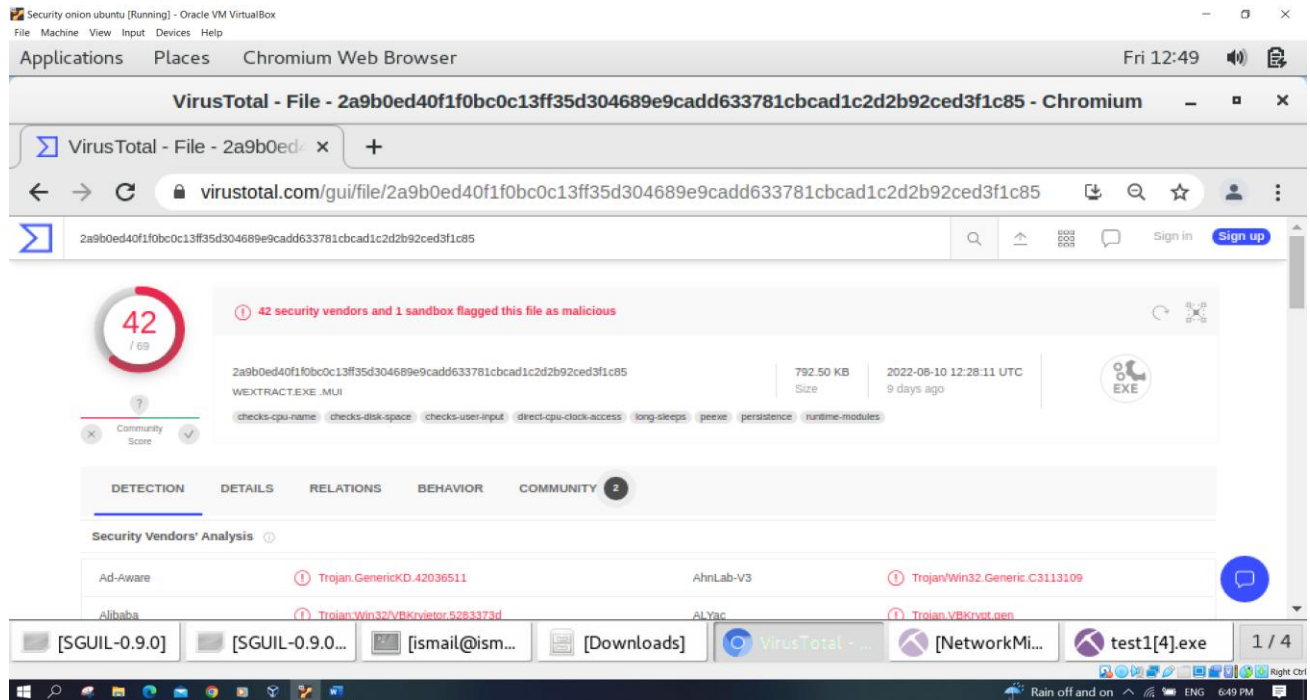 Security onion ubuntu [Running] - Oracle VM VirtualBox
File Machine View Input Devices Help
Applications Places Chromium Web Browser Fri 12:49
VirusTotal - File - 2a9b0ed40f1f0bc0c13ff35d304689e9cadd633781cbcad1c2d2b92ced3f1c85 - Chromium
VirusTotal - File - 2a9b0ed
virustotal.com/gui/file/2a9b0ed40f1f0bc0c13ff35d304689e9cadd633781cbcad1c2d2b92ced3f1c85
2a9b0ed40f1f0bc0c13ff35d304689e9cadd633781cbcad1c2d2b92ced3f1c85 Sign in Sign up
42
/ 69
42 security vendors and 1 sandbox flagged this file as malicious
2a9b0ed40f1f0bc0c13ff35d304689e9cadd633781cbcad1c2d2b92ced3f1c85 792.50 KB 2022-08-10 12:28:11 UTC
WEXTRACT.EXE .MUI Size 9 days ago
EXE
checks-cpu-name checks-disk-space checks-user-input direct-cpu-clock-access long-sleeps peexe persistence runtime-modules
?
Community
Score
DETECTION DETAILS RELATIONS BEHAVIOR COMMUNITY 2
Security Vendors' Analysis
Ad-Aware Trojan.GenericKD.42036511 AhnLab-V3 Trojan/Win32.Generic.C3113109
Alibaba Trojan:Win32/VBKryjetor.5283373d ALYac Trojan.VBKrypt.gen
[SGUIL-0.9.0] [SGUIL-0.9.0... [ismail@ism... [Downloads] VirusTotal - ... [NetworkMi... test1[4].exe 1 / 4
Right Ctrl
Rain off and on ENG 6:49 PM